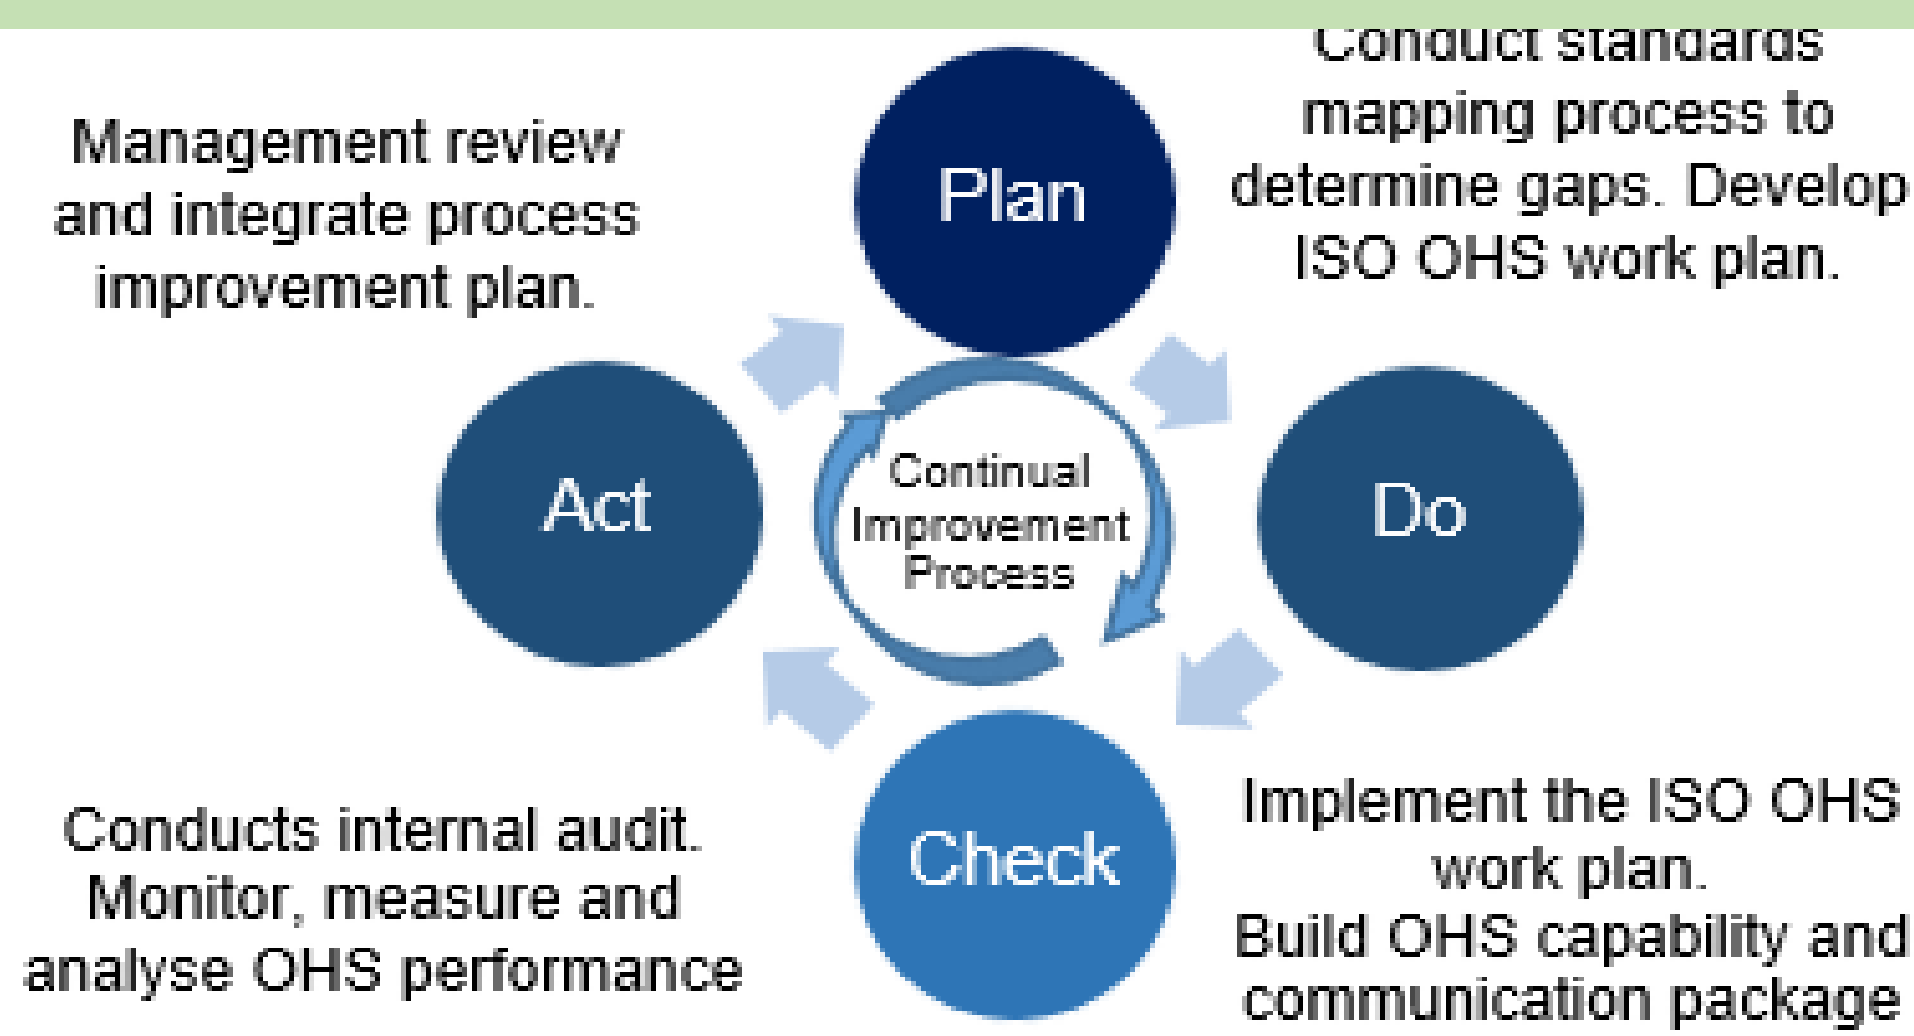 Conduct standards
mapping process to
determine gaps. Develop
ISO OHS work plan.
Management review
and integrate process
improvement plan.
Plan
Act
Continual
Improvement
Process
Do
Check
Conducts internal audit.
Monitor, measure and
analyse OHS performance
Implement the ISO OHS
work plan.
Build OHS capability and
communication package